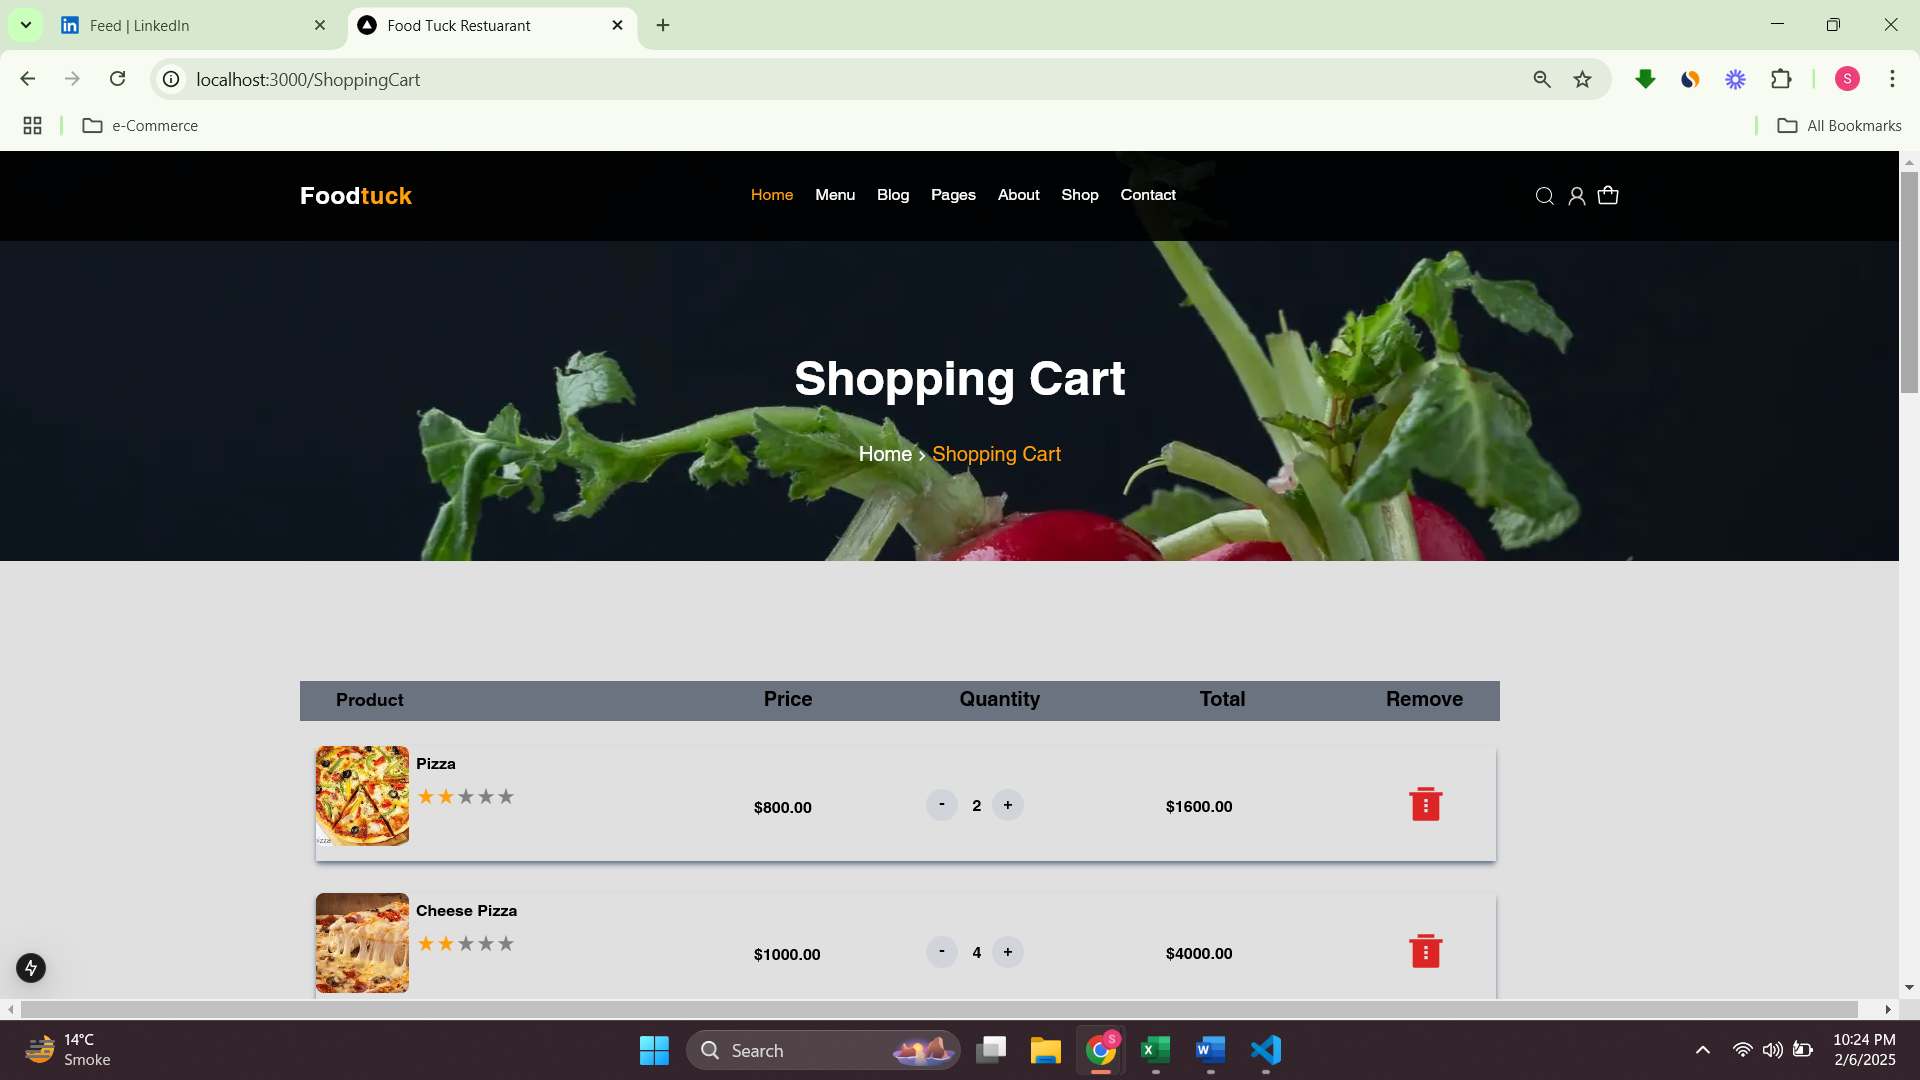 Feed | LinkedIn
Food Tuck Restuarant
localhost:3000/ShoppingCart
S
e-Commerce
All Bookmarks
Foodtuck
Home Menu Blog Pages About Shop Contact
Shopping Cart
Home > Shopping Cart
Product Price Quantity Total Remove
Pizza
$800.00 - 2 + $1600.00
Cheese Pizza
$1000.00 - 4 + $4000.00
14°C
Smoke
Search
S
10:24 PM
2/6/2025